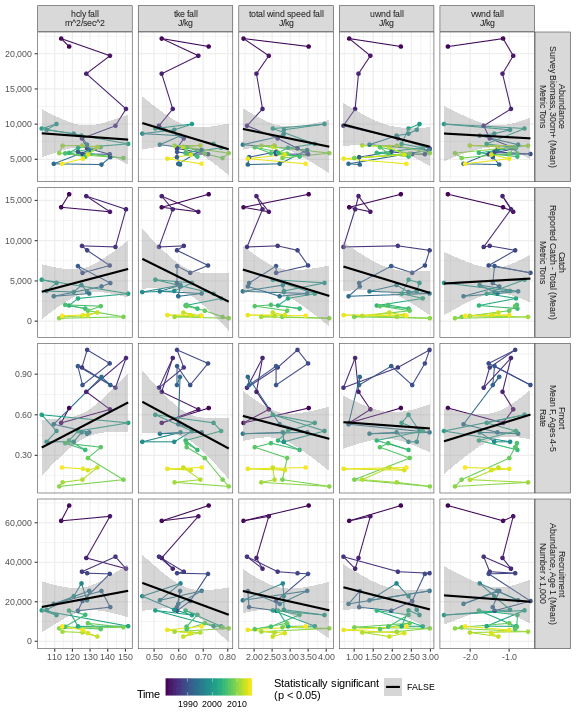 hcly fall
m^2/sec^2
tke fall
J/kg
total wind speed fall
J/kg
uwnd fall
J/kg
vwnd fall
J/kg
20,000
15,000
10,000
5,000
Abundance
Survey Biomass, 30cm+ (Mean)
Metric Tons
15,000
10,000
5,000
0
Catch
Reported Catch - Total (Mean)
Metric Tons
0.90
0.60
0.30
Fmort
Mean F, Ages 4-5
Rate
60,000
40,000
20,000
0
Recruitment
Abundance, Age 1 (Mean)
Number x 1,000
110 120 130 140 150
0.50 0.60 0.70 0.80
2.00 2.50 3.00 3.50 4.00
1.00 1.50 2.00 2.50 3.00
-2.0 -1.0
Time
1990 2000 2010
Statistically significant
(p < 0.05)
FALSE